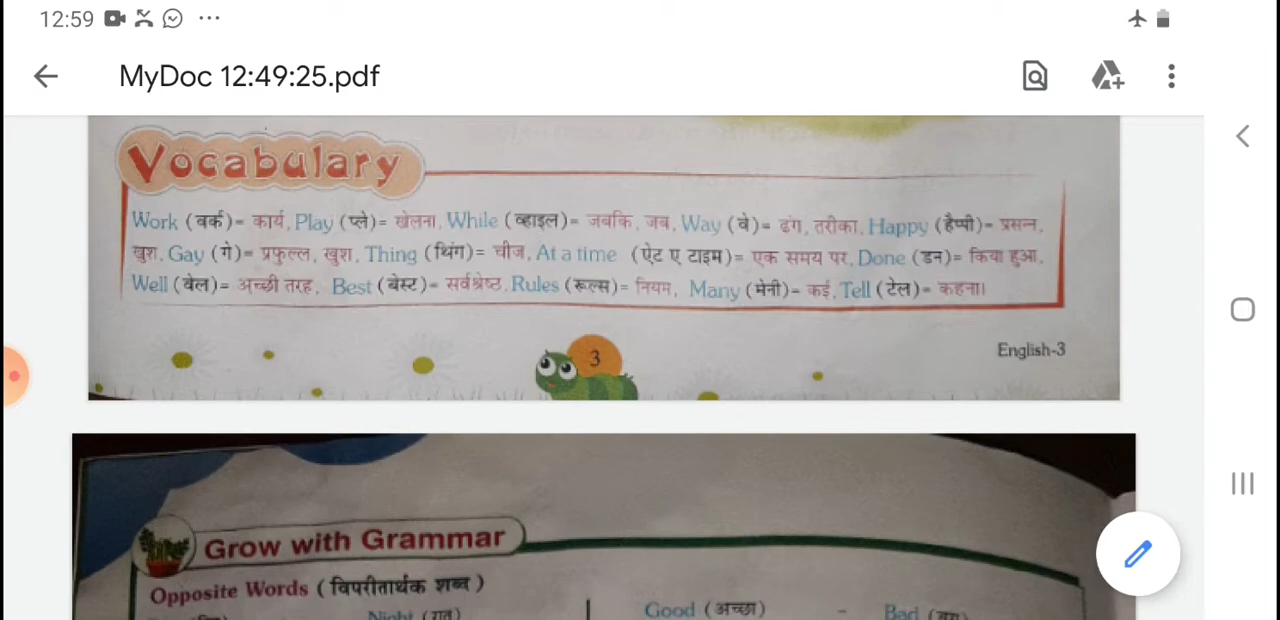 12:59
MyDoc 12:49:25.pdf
Vocabulary
Work (वर्क)= कार्य, Play (प्ले)= खेलना, While (व्हाइल)= जबकि, जब, Way (वे)= ढंग, तरीका, Happy (हैप्पी)- प्रसन्न,
खुश, Gay (गे)= प्रफुल्ल, खुश, Thing (थिंग)= चीज, At a time (ऐट ए टाइम)= एक समय पर, Done (डन)= किया हुआ,
Well (वेल)= अच्छी तरह, Best (बेस्ट)- सर्वश्रेष्ठ, Rules (रूल्स)= नियम, Many (मेनी)- कई, Tell (टेल)- कहना।
3
English-3
Grow with Grammar
Opposite Words ( विपरीतार्थक शब्द )
Night (रात) Good (अच्छा) - Bad (बुरा)